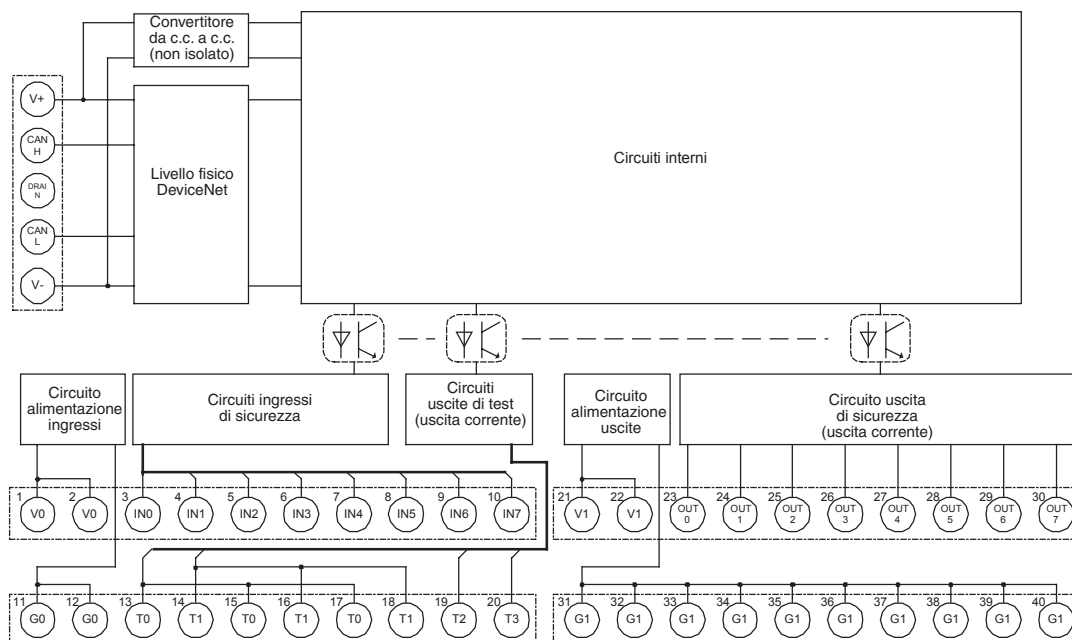 Convertitore
da c.c. a c.c.
(non isolato)
V+
CAN
H
DRAI
N
CAN
L
V-
Livello fisico
DeviceNet
Circuiti interni
Circuito
alimentazione
ingressi
Circuiti ingressi
di sicurezza
Circuiti
uscite di test
(uscita corrente)
Circuito
alimentazione
uscite
Circuito uscita
di sicurezza
(uscita corrente)
1 2 3 4 5 6 7 8 9 10
V0 V0 IN0 IN1 IN2 IN3 IN4 IN5 IN6 IN7
21 22 23 24 25 26 27 28 29 30
V1 V1 OUT 0 OUT 1 OUT 2 OUT 3 OUT 4 OUT 5 OUT 6 OUT 7
11 12 13 14 15 16 17 18 19 20
G0 G0 T0 T1 T0 T1 T0 T1 T2 T3
31 32 33 34 35 36 37 38 39 40
G1 G1 G1 G1 G1 G1 G1 G1 G1 G1